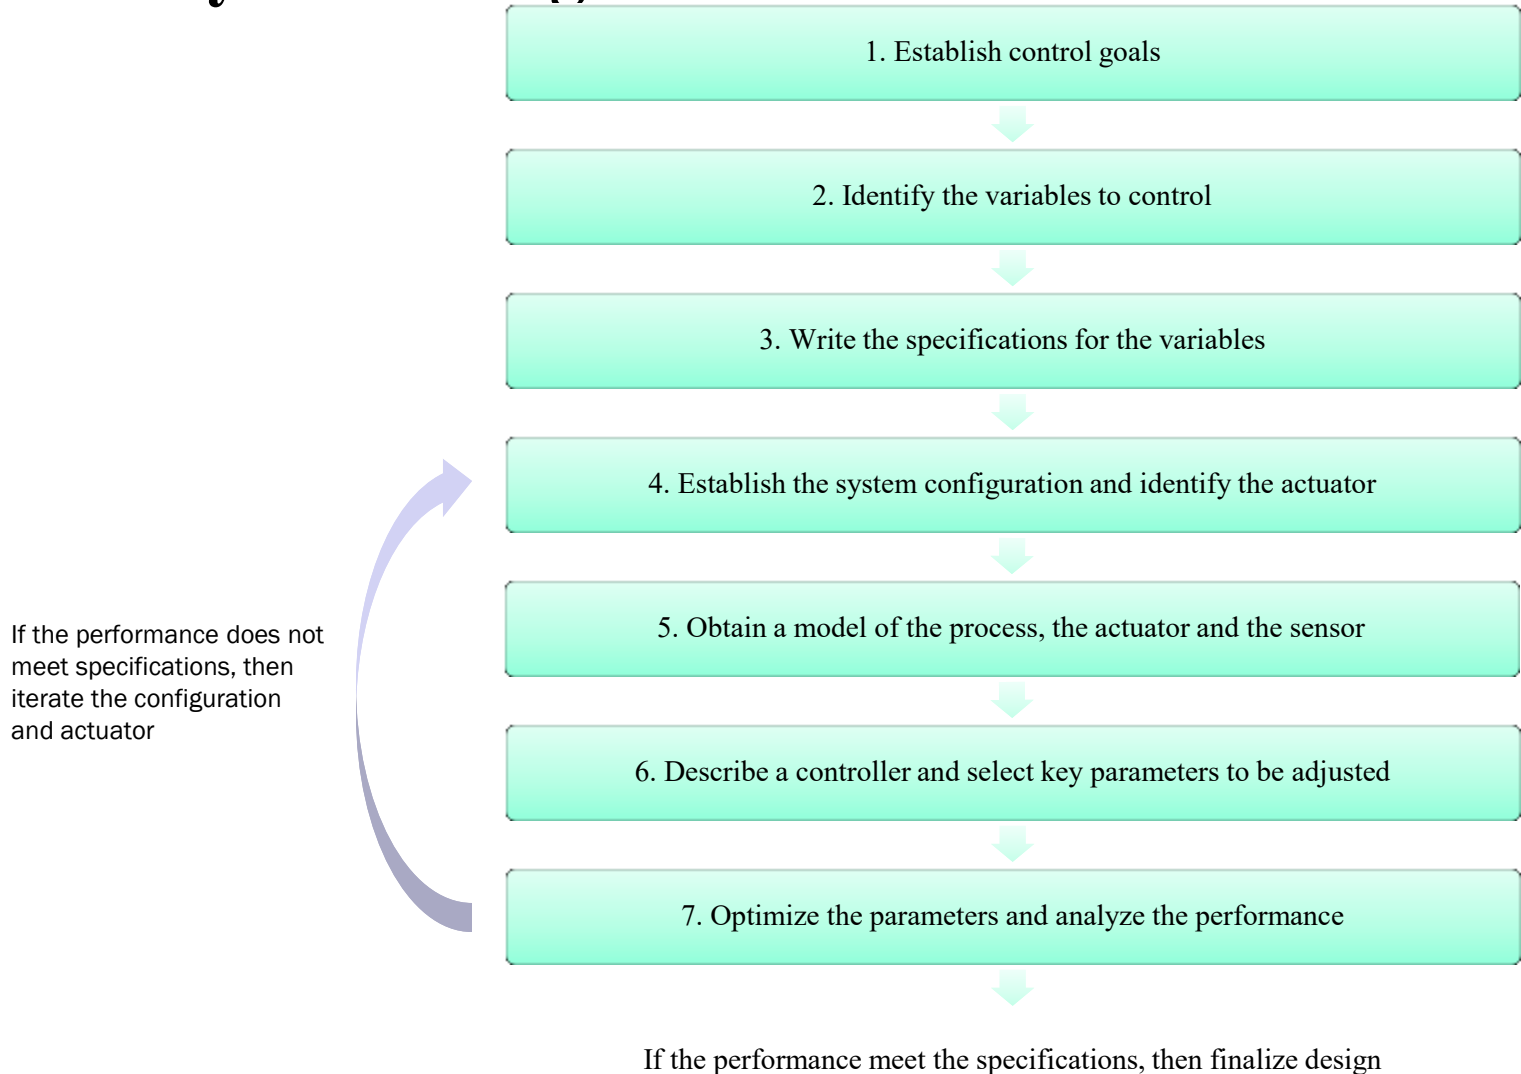 1. Establish control goals
2. Identify the variables to control
3. Write the specifications for the variables
4. Establish the system configuration and identify the actuator
5. Obtain a model of the process, the actuator and the sensor
If the performance does not
meet specifications, then
iterate the configuration
and actuator
6. Describe a controller and select key parameters to be adjusted
7. Optimize the parameters and analyze the performance
If the performance meet the specifications, then finalize design